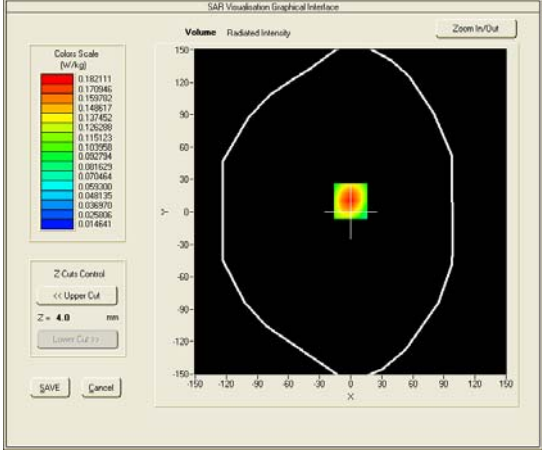 SAR Visualisation Graphical Interface
Volume Radiated Intensity
Zoom In/Out
Colors Scale
(W/kg)
0.182111
0.170946
0.159782
0.148617
0.137452
0.126288
0.115123
0.103958
0.092794
0.081629
0.070464
0.059300
0.048135
0.036970
0.025806
0.014641
Z Cuts Control
<< Upper Cut
Z = 4.0 mm
Lower Cut >>
SAVE
Cancel
150
120
90
60
30
0
-30
-60
-90
-120
-150
Y
-150 -120 -90 -60 -30 0 30 60 90 120 150
X